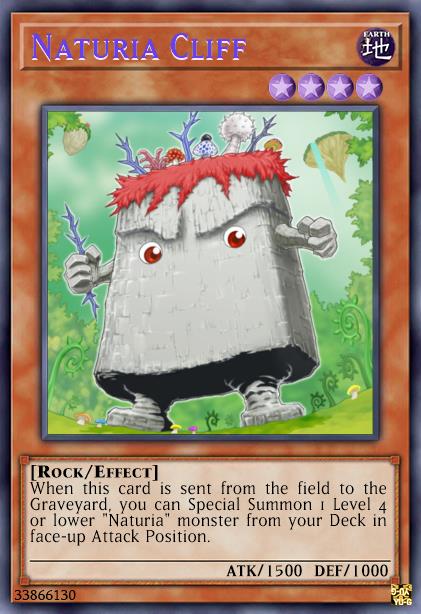 Naturia Cliff
EARTH
地
[Rock/Effect]
When this card is sent from the field to the
Graveyard, you can Special Summon 1 Level 4
or lower "Naturia" monster from your Deck in
face-up Attack Position.
ATK/1500 DEF/1000
33866130